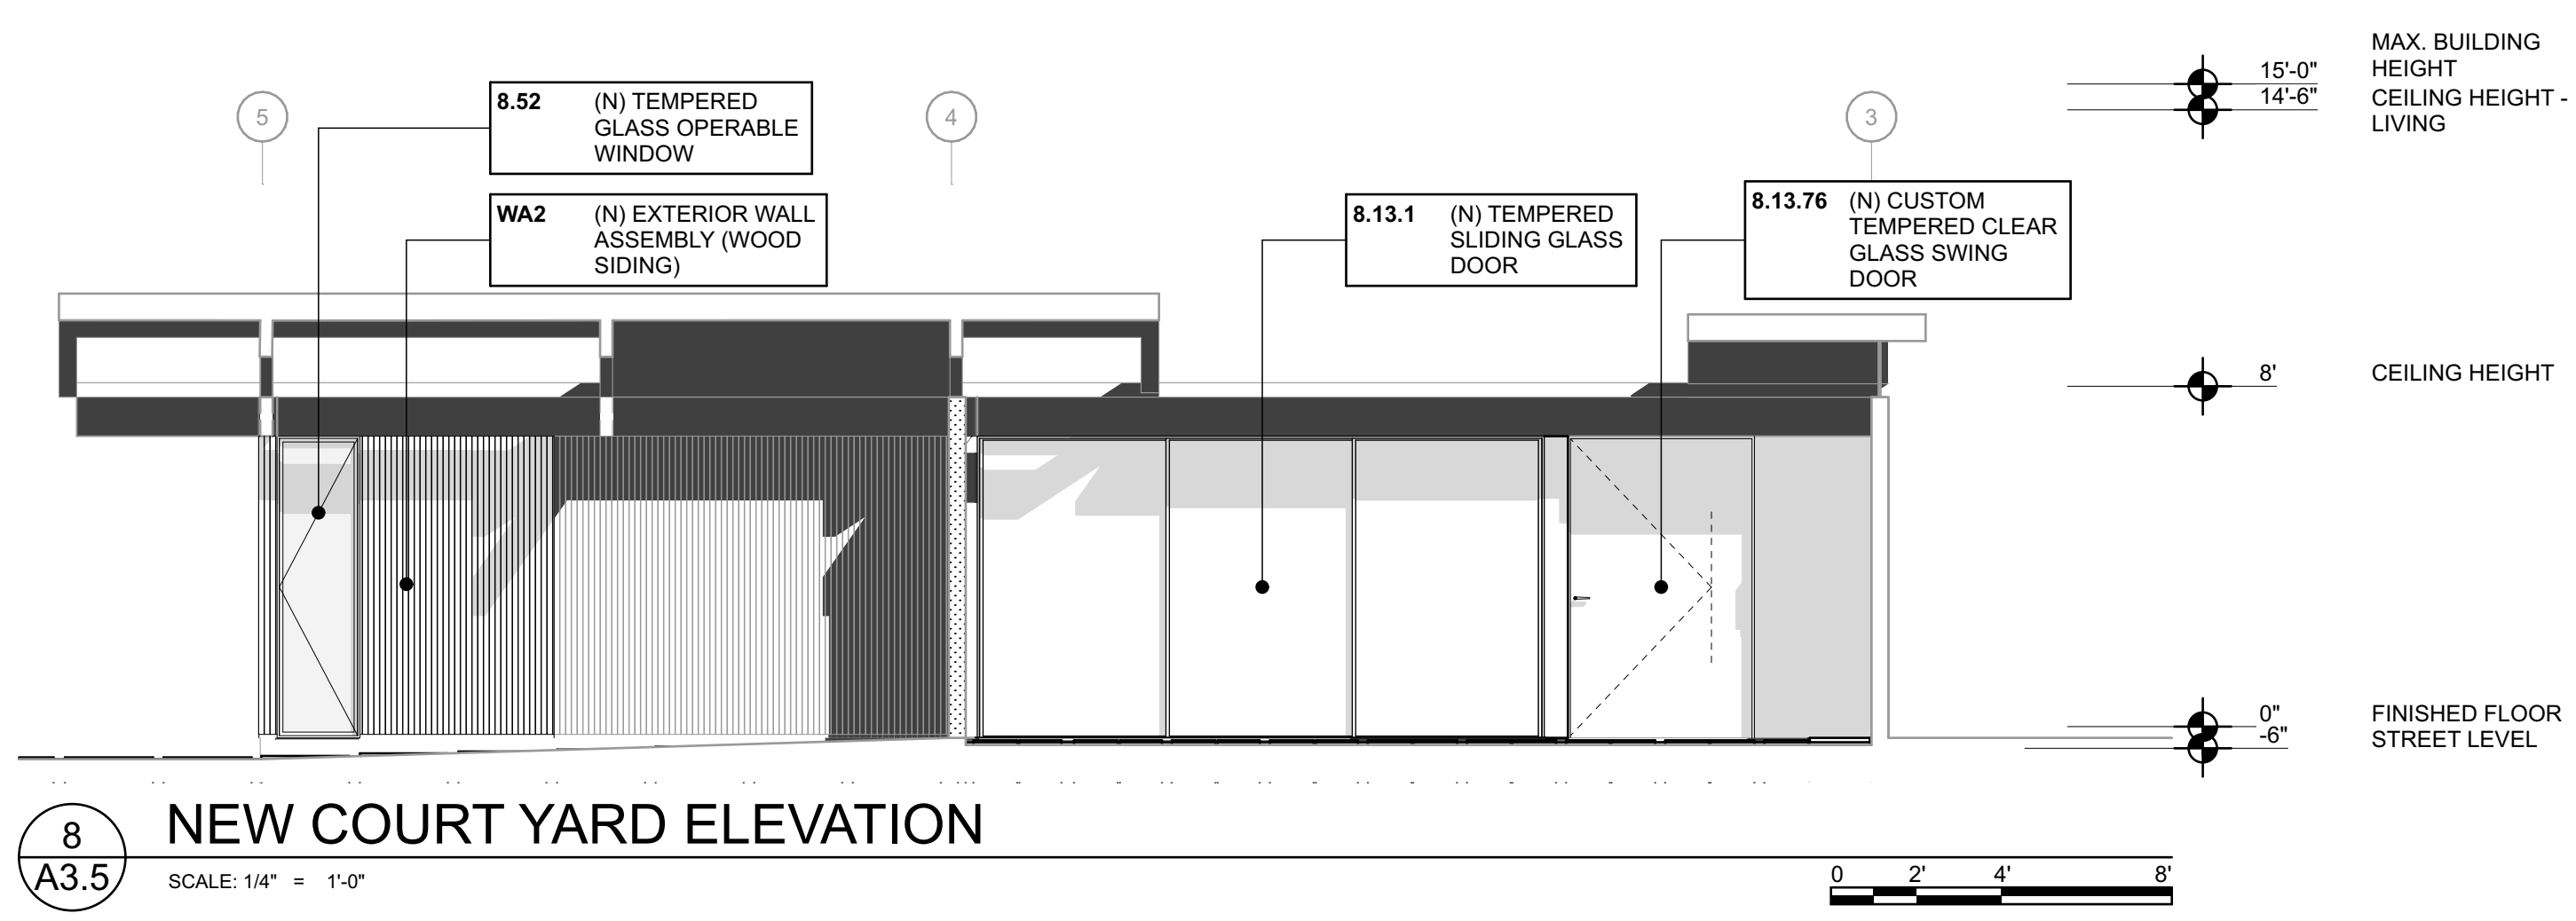 MAX. BUILDING
HEIGHT
15'-0"
14'-6"
CEILING HEIGHT -
LIVING
5
4
3
8.52 (N) TEMPERED
GLASS OPERABLE
WINDOW
WA2 (N) EXTERIOR WALL
ASSEMBLY (WOOD
SIDING)
8.13.1 (N) TEMPERED
SLIDING GLASS
DOOR
8.13.76 (N) CUSTOM
TEMPERED CLEAR
GLASS SWING
DOOR
8' CEILING HEIGHT
0" FINISHED FLOOR
-6" STREET LEVEL
8
A3.5
NEW COURT YARD ELEVATION
SCALE: 1/4" = 1'-0"
0 2' 4' 8'